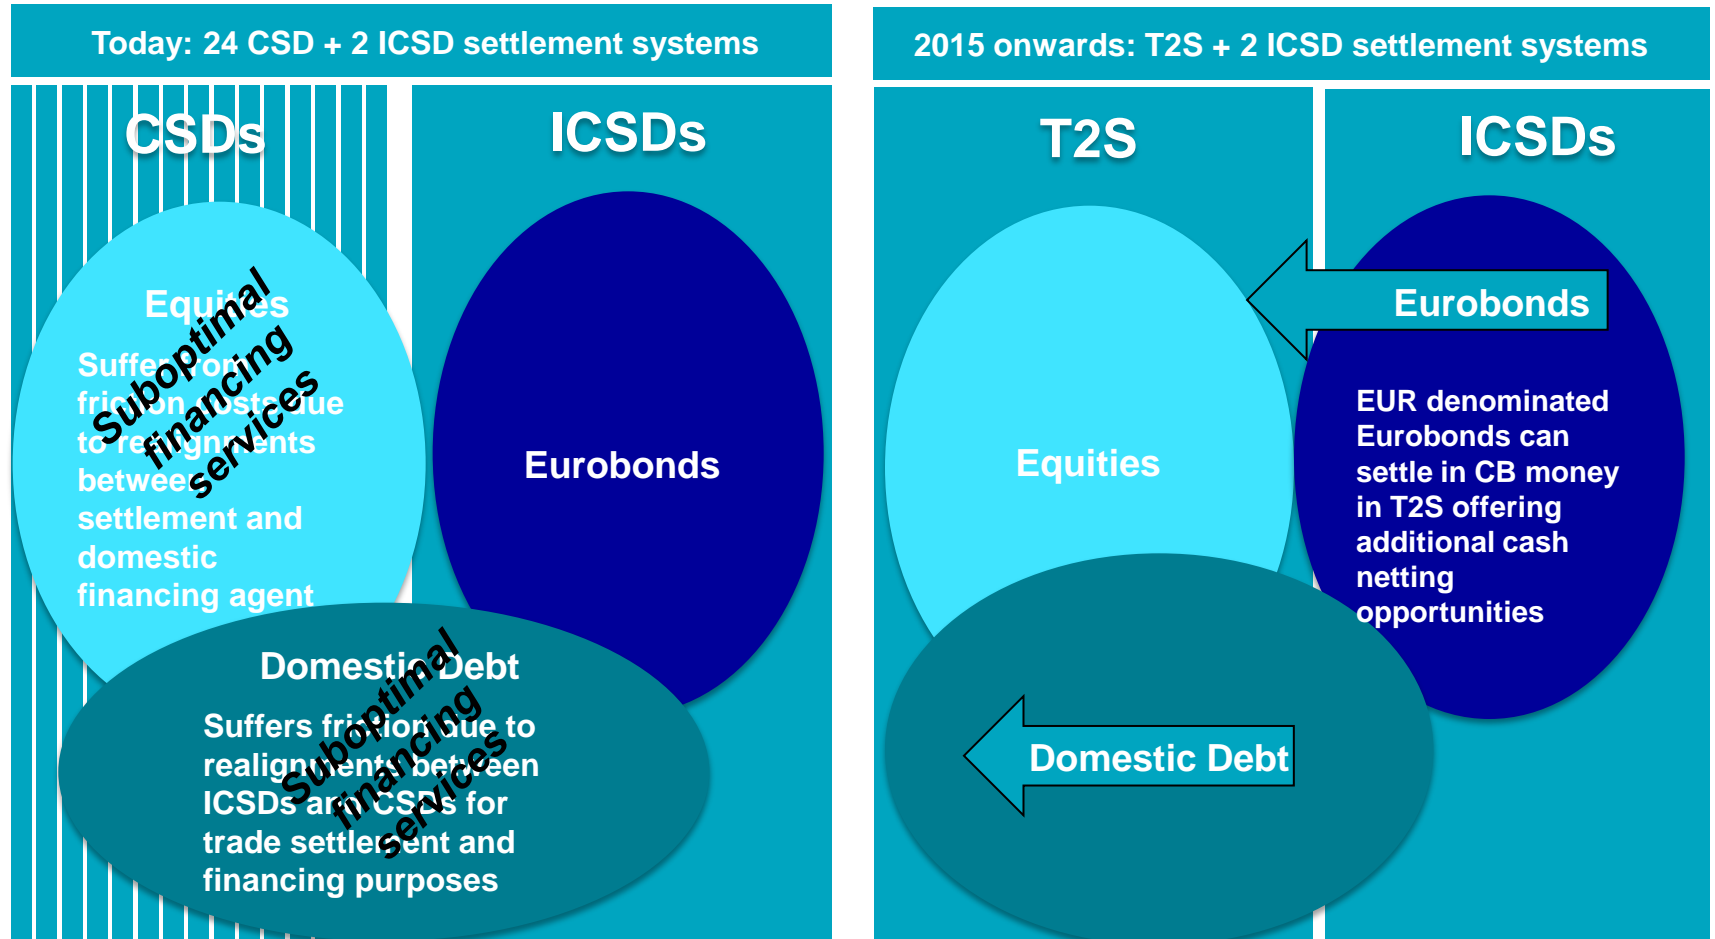 Today: 24 CSD + 2 ICSD settlement systems
CSDs
ICSDs
Equities
Suffer from
friction costs due
to realignments
between
settlement and
domestic
financing agent
Suboptimal
financing
services
Eurobonds
Domestic Debt
Suffers friction due to
realignments between
ICSDs and CSDs for
trade settlement and
financing purposes
Suboptimal
financing
services
2015 onwards: T2S + 2 ICSD settlement systems
T2S
ICSDs
Eurobonds
Equities
EUR denominated
Eurobonds can
settle in CB money
in T2S offering
additional cash
netting
opportunities
Domestic Debt